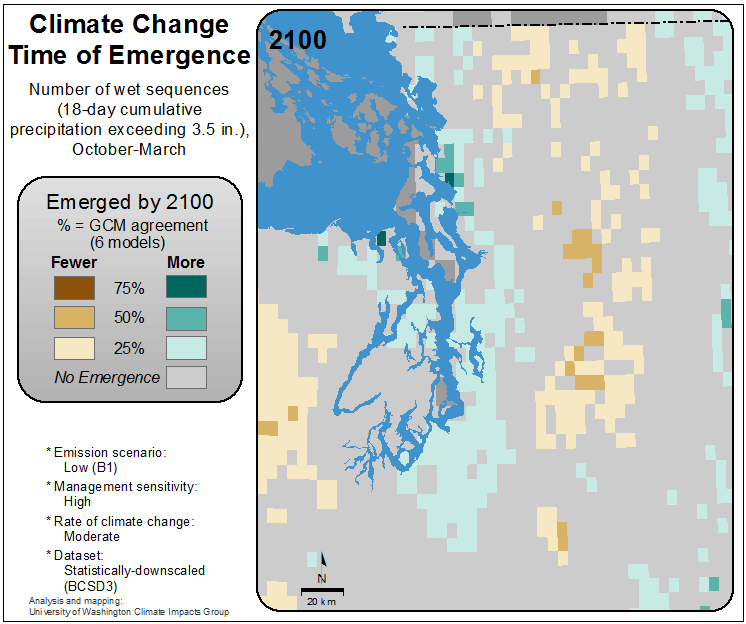 Climate Change
Time of Emergence
Number of wet sequences
(18-day cumulative
precipitation exceeding 3.5 in.),
October-March
Emerged by 2100
% = GCM agreement
(6 models)
Fewer More
75%
50%
25%
No Emergence
* Emission scenario:
Low (B1)
* Management sensitivity:
High
* Rate of climate change:
Moderate
* Dataset:
Statistically-downscaled
(BCSD3)
Analysis and mapping:
University of Washington Climate Impacts Group
2100
N
20 km